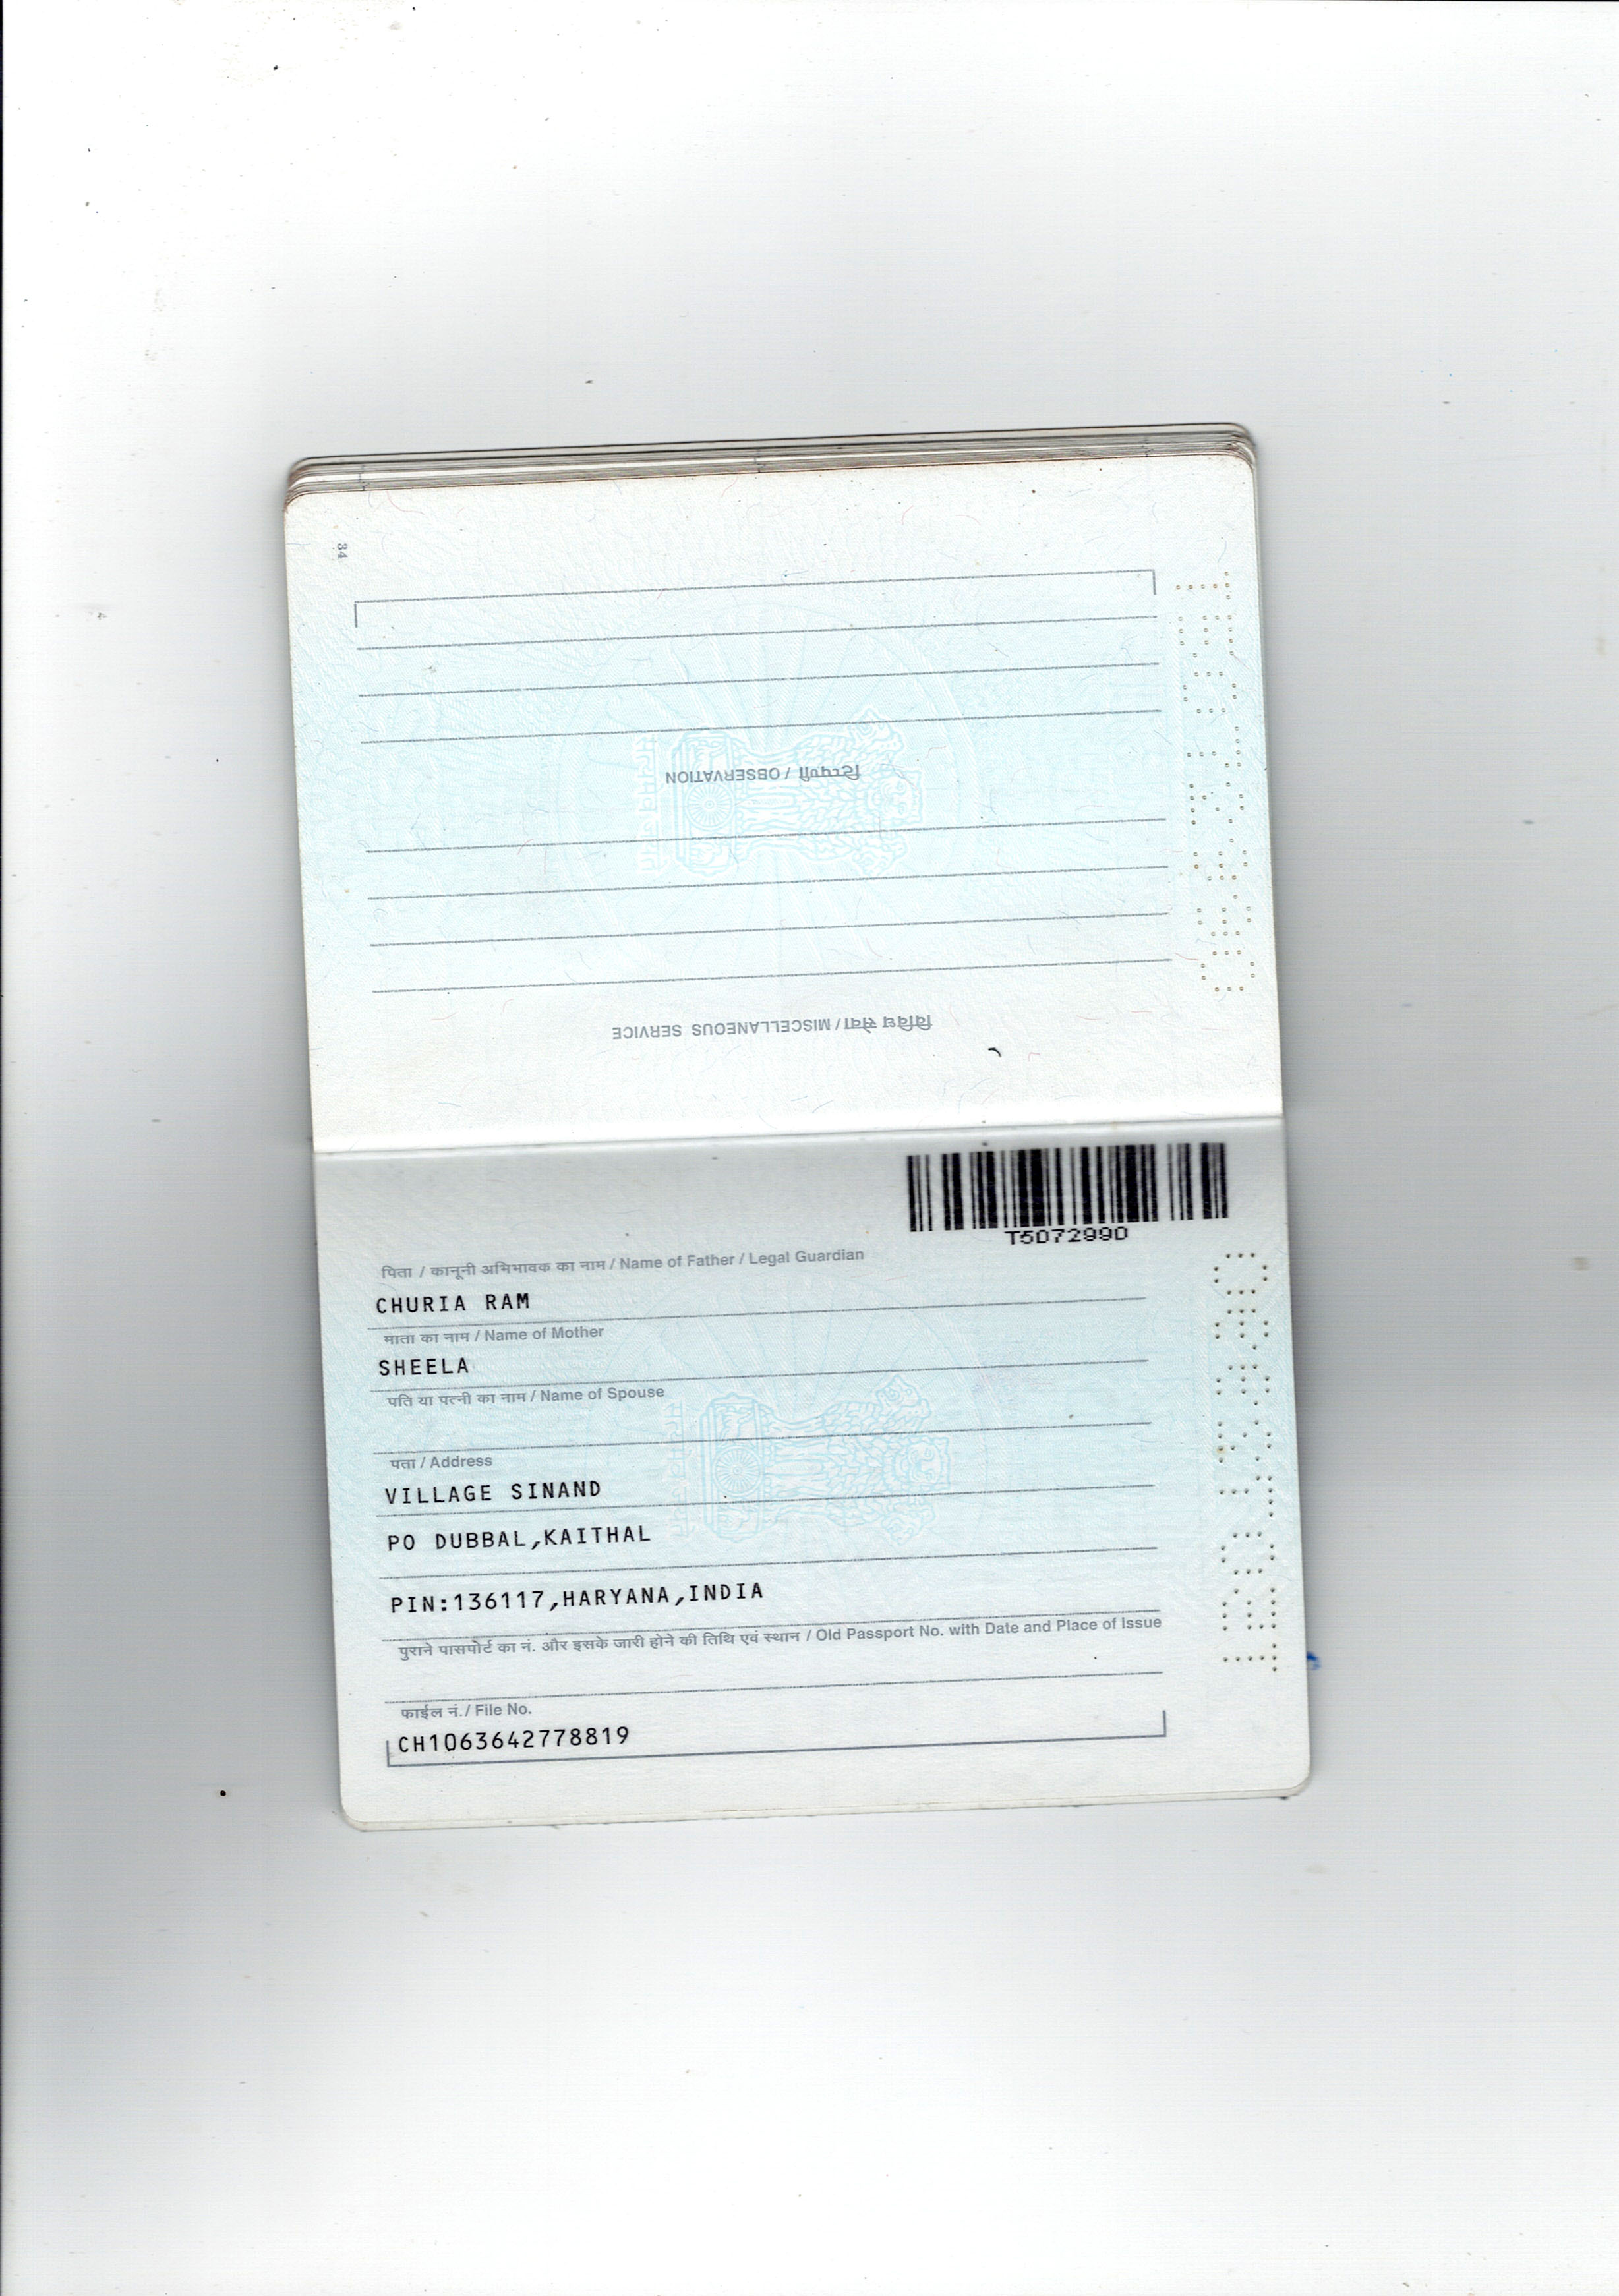 34
टिप्पणी / OBSERVATION
विविध सेवा / MISCELLANEOUS SERVICE
T5072990
पिता / कानूनी अभिभावक का नाम / Name of Father / Legal Guardian
CHURIA RAM
माता का नाम / Name of Mother
SHEELA
पति या पत्नी का नाम / Name of Spouse
पता / Address
VILLAGE SINAND
PO DUBBAL,KAITHAL
PIN:136117,HARYANA,INDIA
पुराने पासपोर्ट का नं. और इसके जारी होने की तिथि एवं स्थान / Old Passport No. with Date and Place of Issue
फाईल नं./ File No.
CH1063642778819